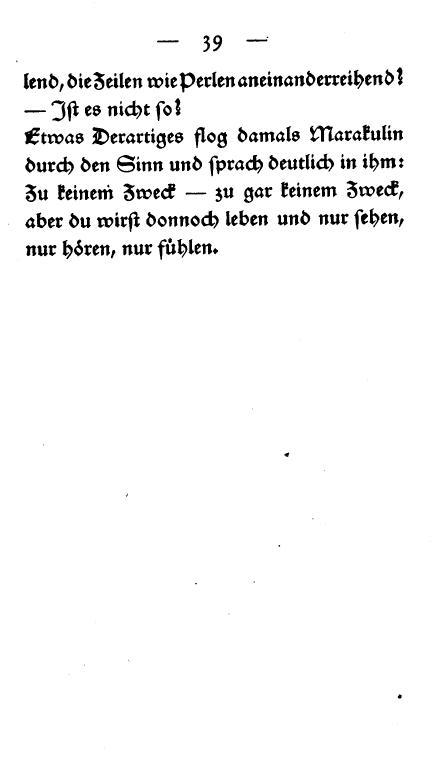 — 39 —
lend, die Zeilen wie Perlen aneinanderreihend?
— Ist es nicht so?
Etwas Derartiges flog damals Marakulin
durch den Sinn und sprach deutlich in ihm:
Zu keinem Zweck — zu gar keinem Zweck,
aber du wirst donnoch leben und nur sehen,
nur hören, nur fühlen.